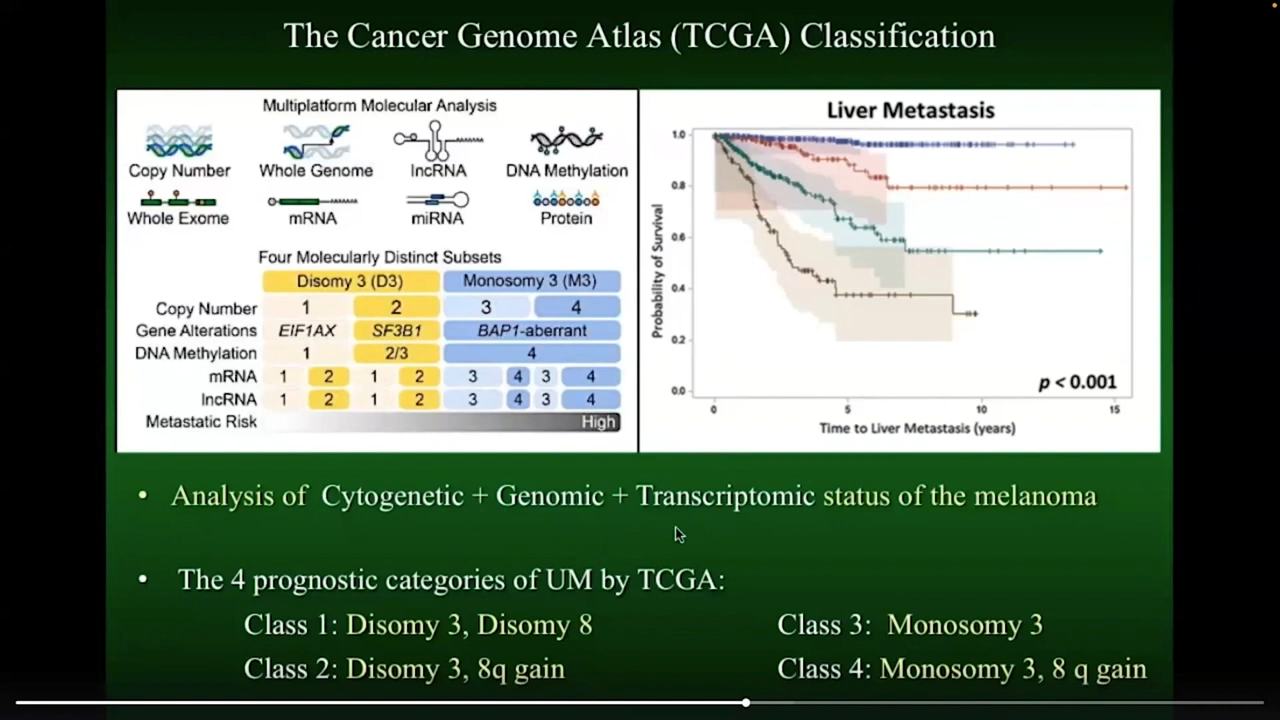 The Cancer Genome Atlas (TCGA) Classification
Multiplatform Molecular Analysis
Copy Number
Whole Genome
lncRNA
DNA Methylation
Whole Exome
mRNA
miRNA
Protein
Four Molecularly Distinct Subsets
Disomy 3 (D3) Monosomy 3 (M3)
Copy Number 1 2 3 4
Gene Alterations EIF1AX SF3B1 BAP1-aberrant
DNA Methylation 1 2/3 4
mRNA 1 2 1 2 3 4 3 4
lncRNA 1 2 1 2 3 4 3 4
Metastatic Risk High
Liver Metastasis
Probability of Survival
1.0
0.8
0.6
0.4
0.2
0.0
p < 0.001
0 5 10 15
Time to Liver Metastasis (years)
• Analysis of Cytogenetic + Genomic + Transcriptomic status of the melanoma
• The 4 prognostic categories of UM by TCGA:
Class 1: Disomy 3, Disomy 8
Class 2: Disomy 3, 8q gain
Class 3: Monosomy 3
Class 4: Monosomy 3, 8 q gain